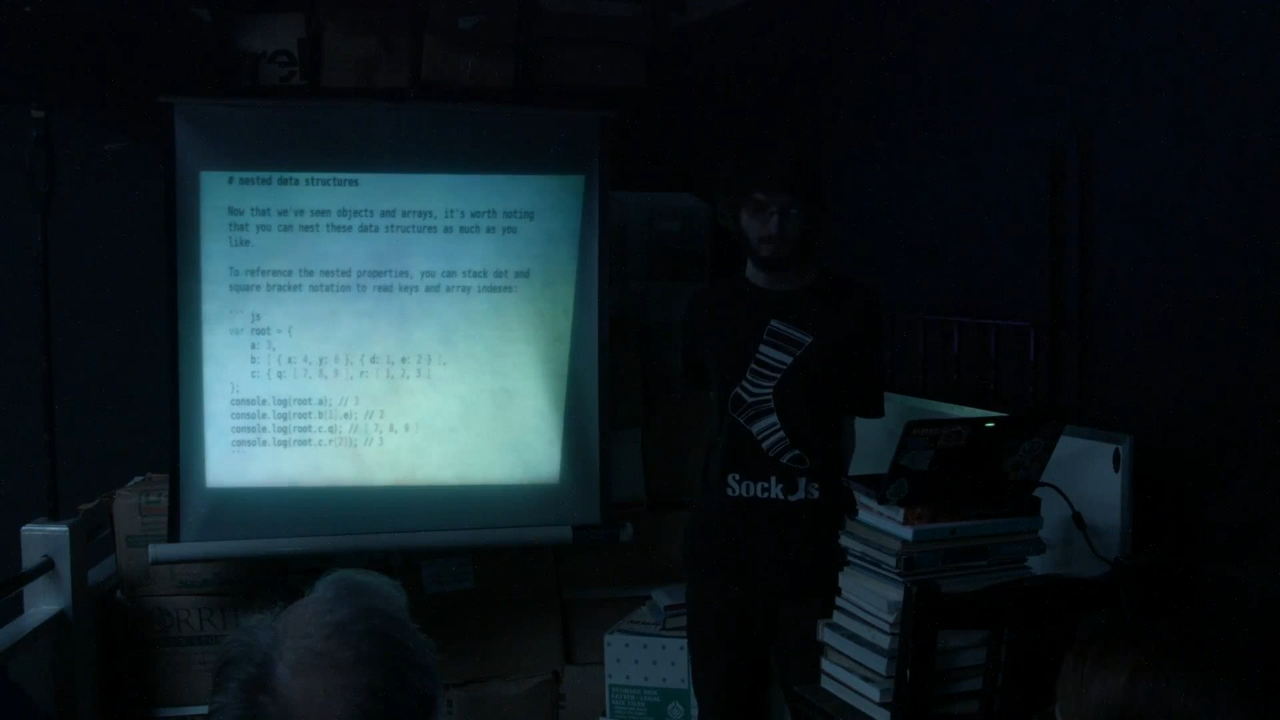 re
# nested data structures
Now that we've seen objects and arrays, it's worth noting
that you can nest these data structures as much as you
like.
To reference the nested properties, you can stack dot and
square bracket notation to read keys and array indexes:
``` js
var root = {
a: 3,
b: [ { x: 4, y: 6 }, { d: 1, e: 2 } ],
c: { q: [ 7, 8, 9 ], r: [ 1, 2, 3 ]
};
console.log(root.a); // 3
console.log(root.b[1].e); // 2
console.log(root.c.q); // [ 7, 8, 9 ]
console.log(root.c.r[2]); // 3
```
Sock Js